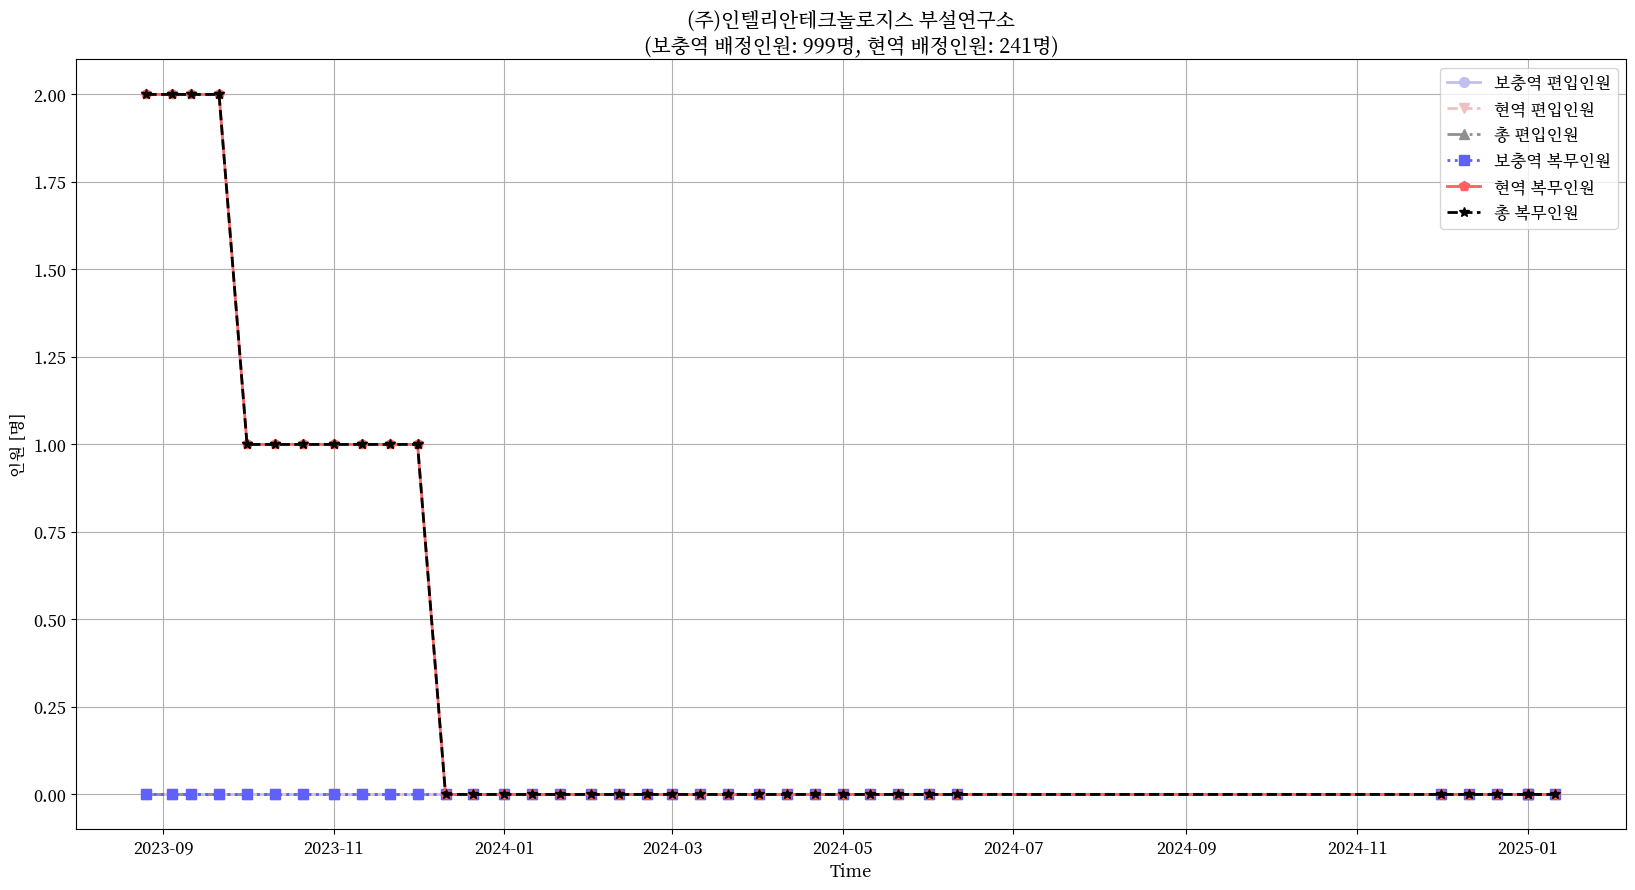 (주)인텔리안테크놀로지스 부설연구소
(보충역 배정인원: 999명, 현역 배정인원: 241명)
보충역 편입인원
현역 편입인원
총 편입인원
보충역 복무인원
현역 복무인원
총 복무인원
인원 [명]
2.00
1.75
1.50
1.25
1.00
0.75
0.50
0.25
0.00
2023-09
2023-11
2024-01
2024-03
2024-05
2024-07
2024-09
2024-11
2025-01
Time